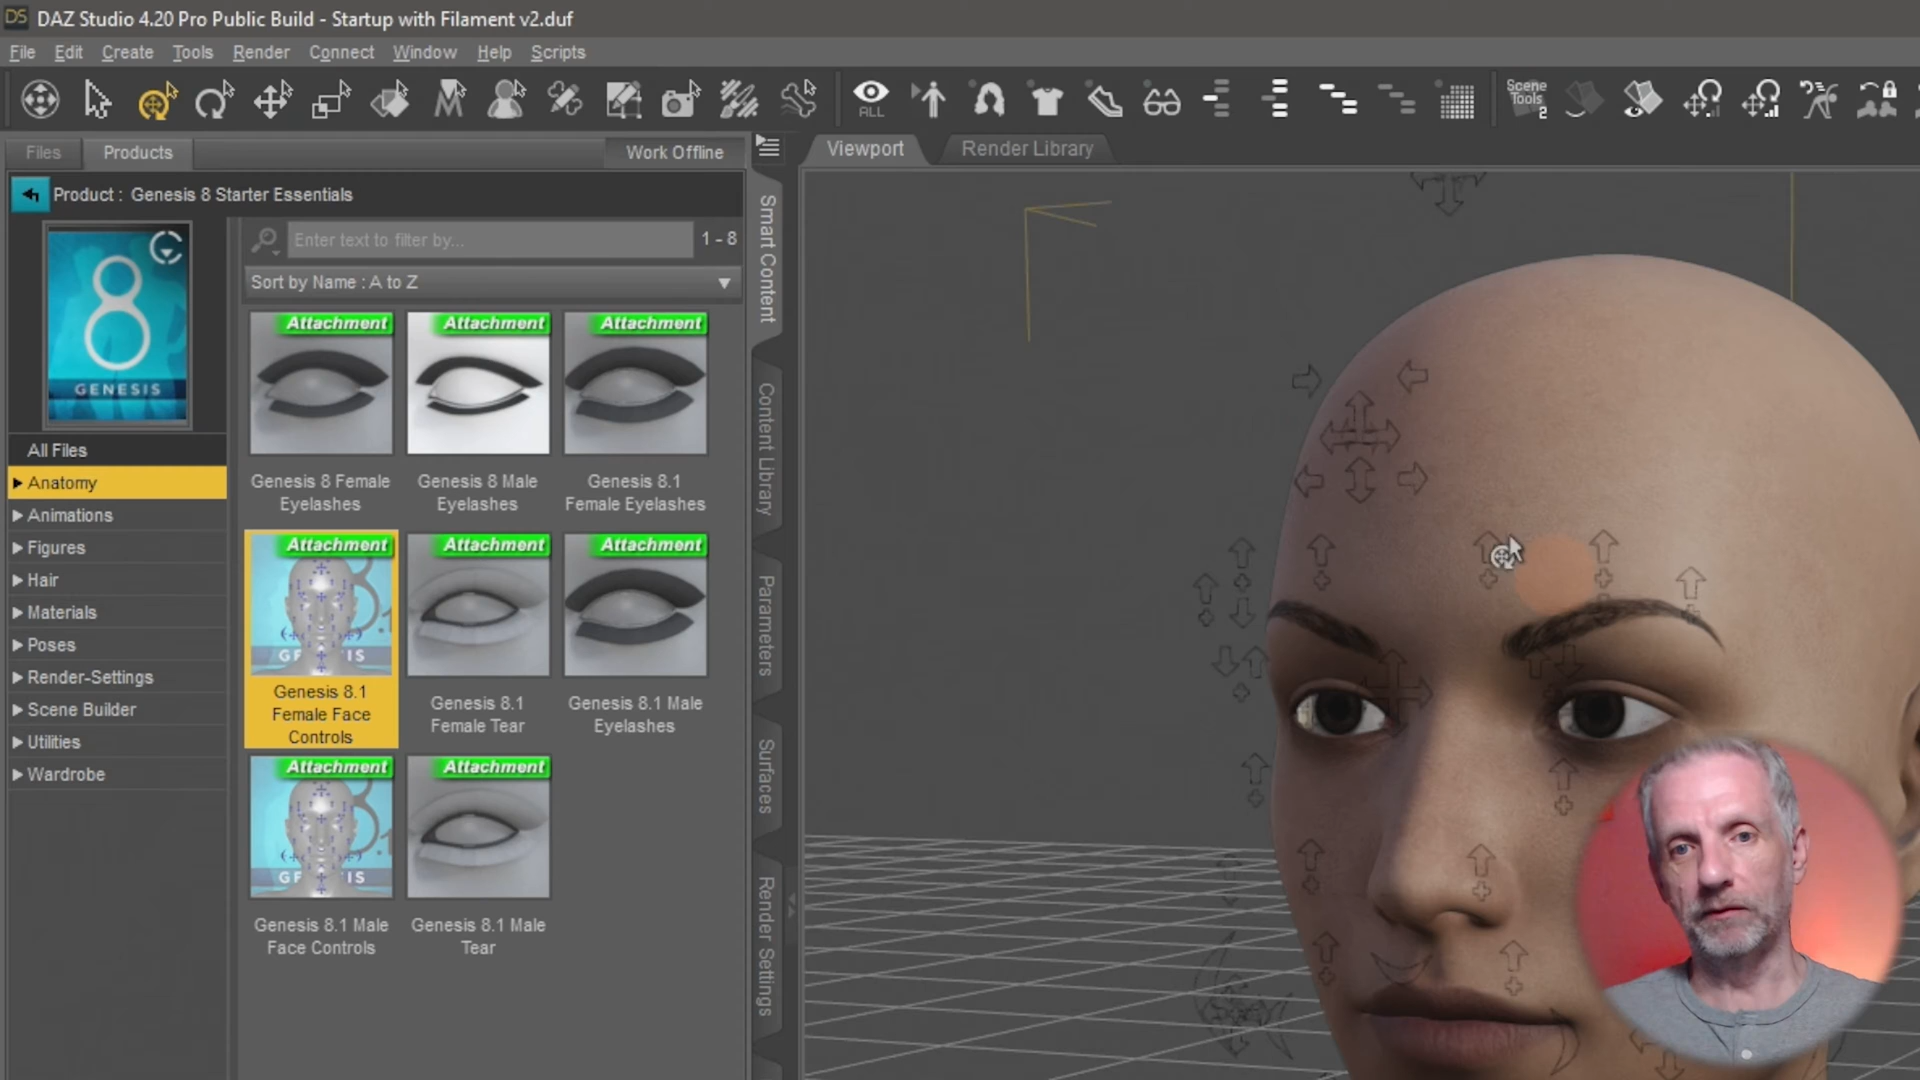 DS DAZ Studio 4.20 Pro Public Build - Startup with Filament v2.duf
File Edit Create Tools Render Connect Window Help Scripts
ALL
Scene
Tools
2
Files Products Work Offline
Viewport Render Library
Product : Genesis 8 Starter Essentials
Enter text to filter by... 1 - 8
Sort by Name : A to Z
8
GENESIS
All Files
Anatomy
Animations
Figures
Hair
Materials
Poses
Render-Settings
Scene Builder
Utilities
Wardrobe
Attachment
Attachment
Attachment
Genesis 8 Female
Eyelashes
Genesis 8 Male
Eyelashes
Genesis 8.1
Female Eyelashes
Attachment
Attachment
Attachment
Genesis 8.1
Female Face
Controls
Genesis 8.1
Female Tear
Genesis 8.1 Male
Eyelashes
Attachment
Attachment
Genesis 8.1 Male
Face Controls
Genesis 8.1 Male
Tear
Smart Content
Content Library
Parameters
Surfaces
Render Settings